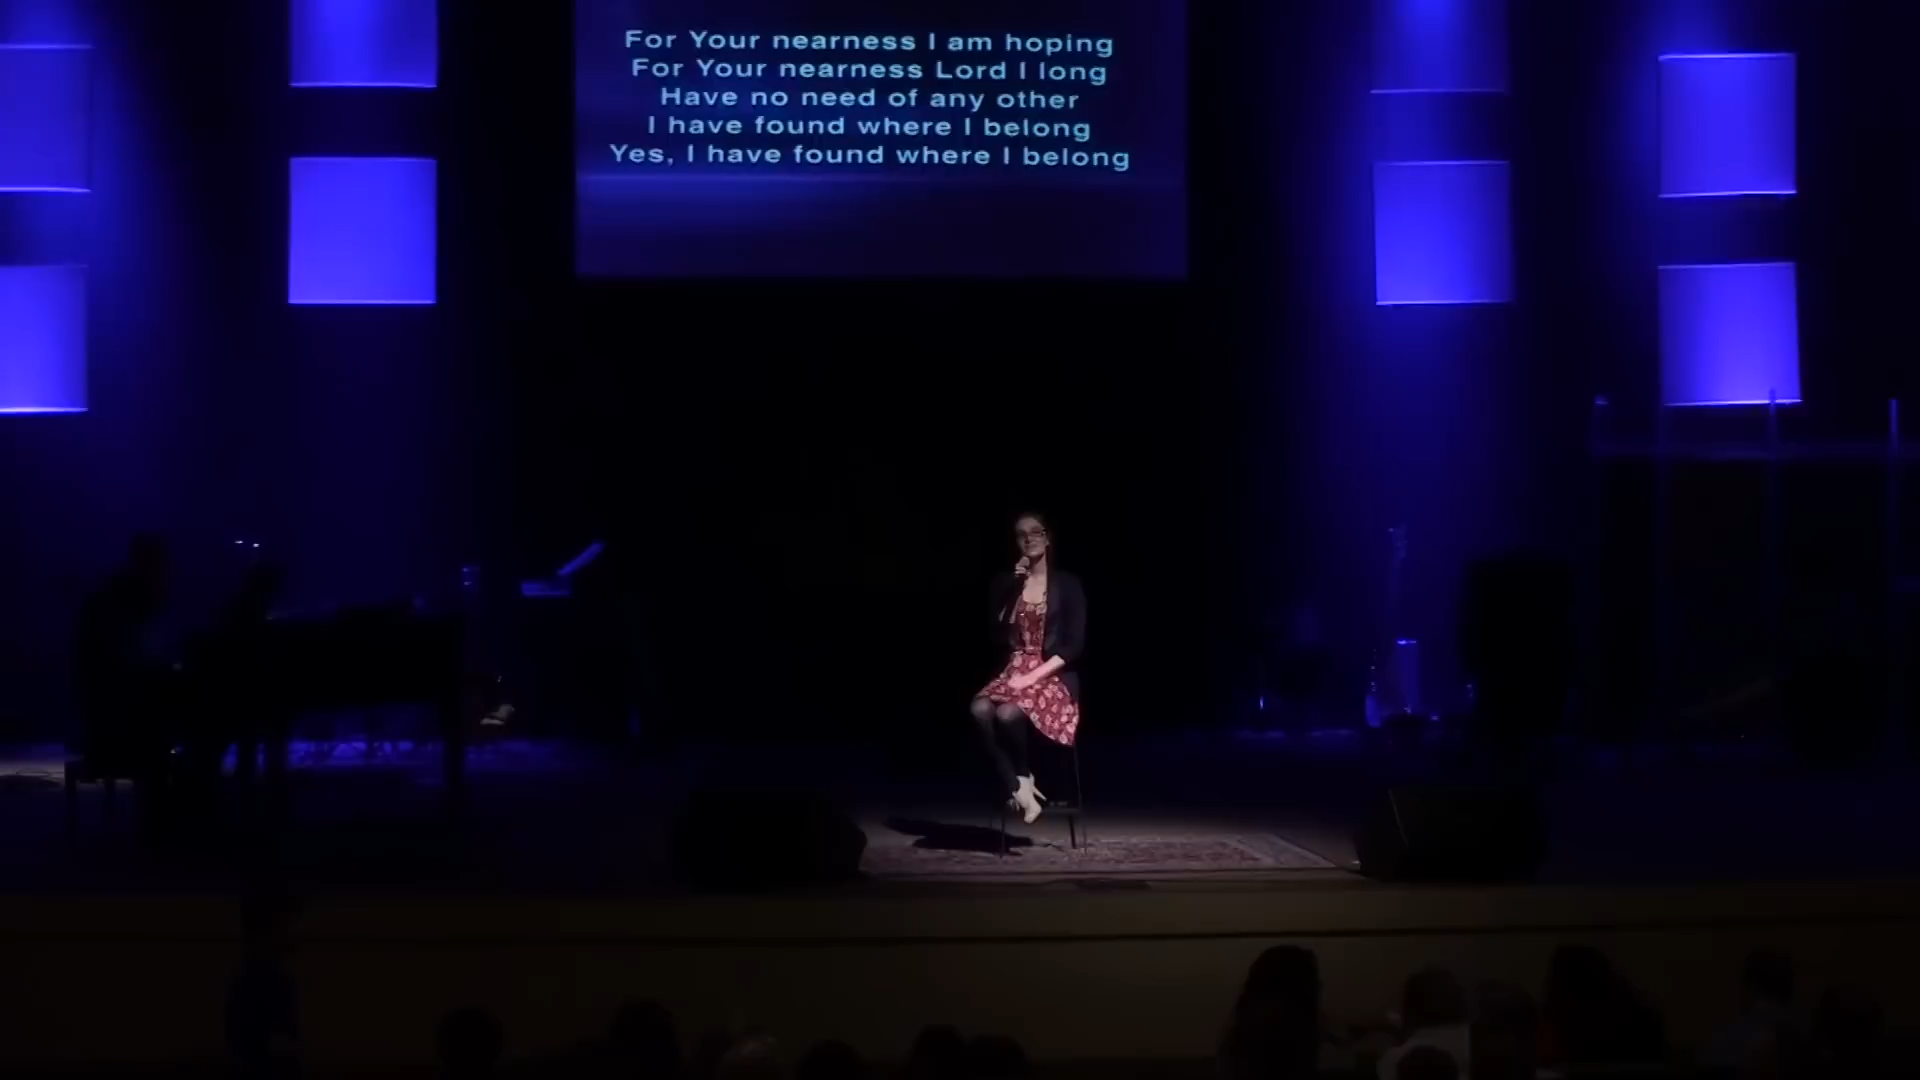 For Your nearness I am hoping
For Your nearness Lord I long
Have no need of any other
I have found where I belong
Yes, I have found where I belong